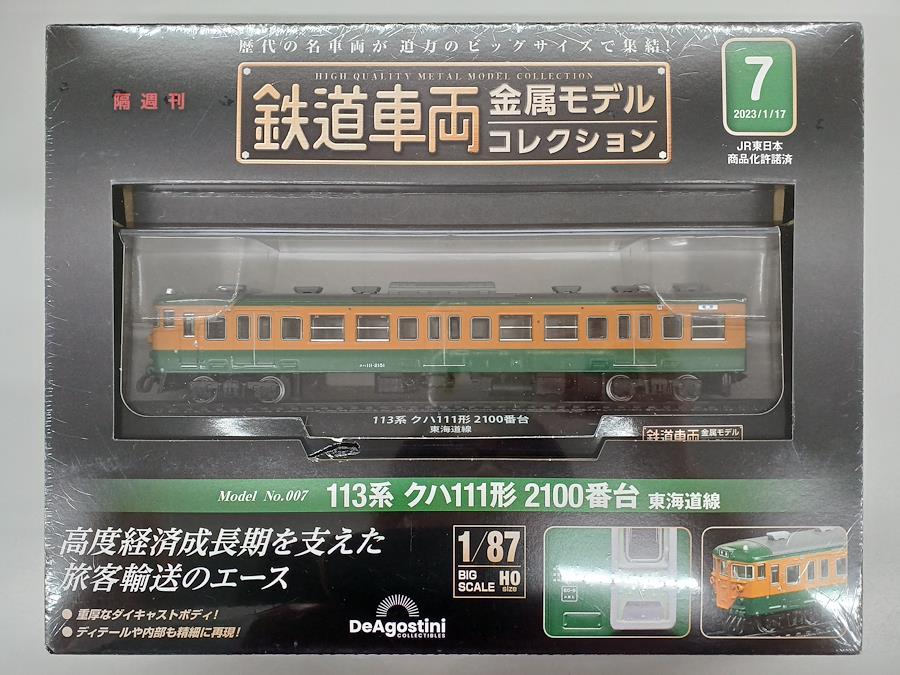 歴代の名車両が迫力のビッグサイズで集結!
HIGH QUALITY METAL MODEL COLLECTION
隔週刊
鉄道車両 金属モデル
コレクション
7
2023/1/17
JR東日本
商品化許諾済
クハ111-2151
113系 クハ111形 2100番台
東海道線
鉄道車両 金属モデル
Model No.007 113系 クハ111形 2100番台 東海道線
高度経済成長期を支えた
旅客輸送のエース
1/87
BIG SCALE HO size
● 重厚なダイキャストボディ!
● ディテールや内部も精細に再現!
DeAgostini
COLLECTIBLES